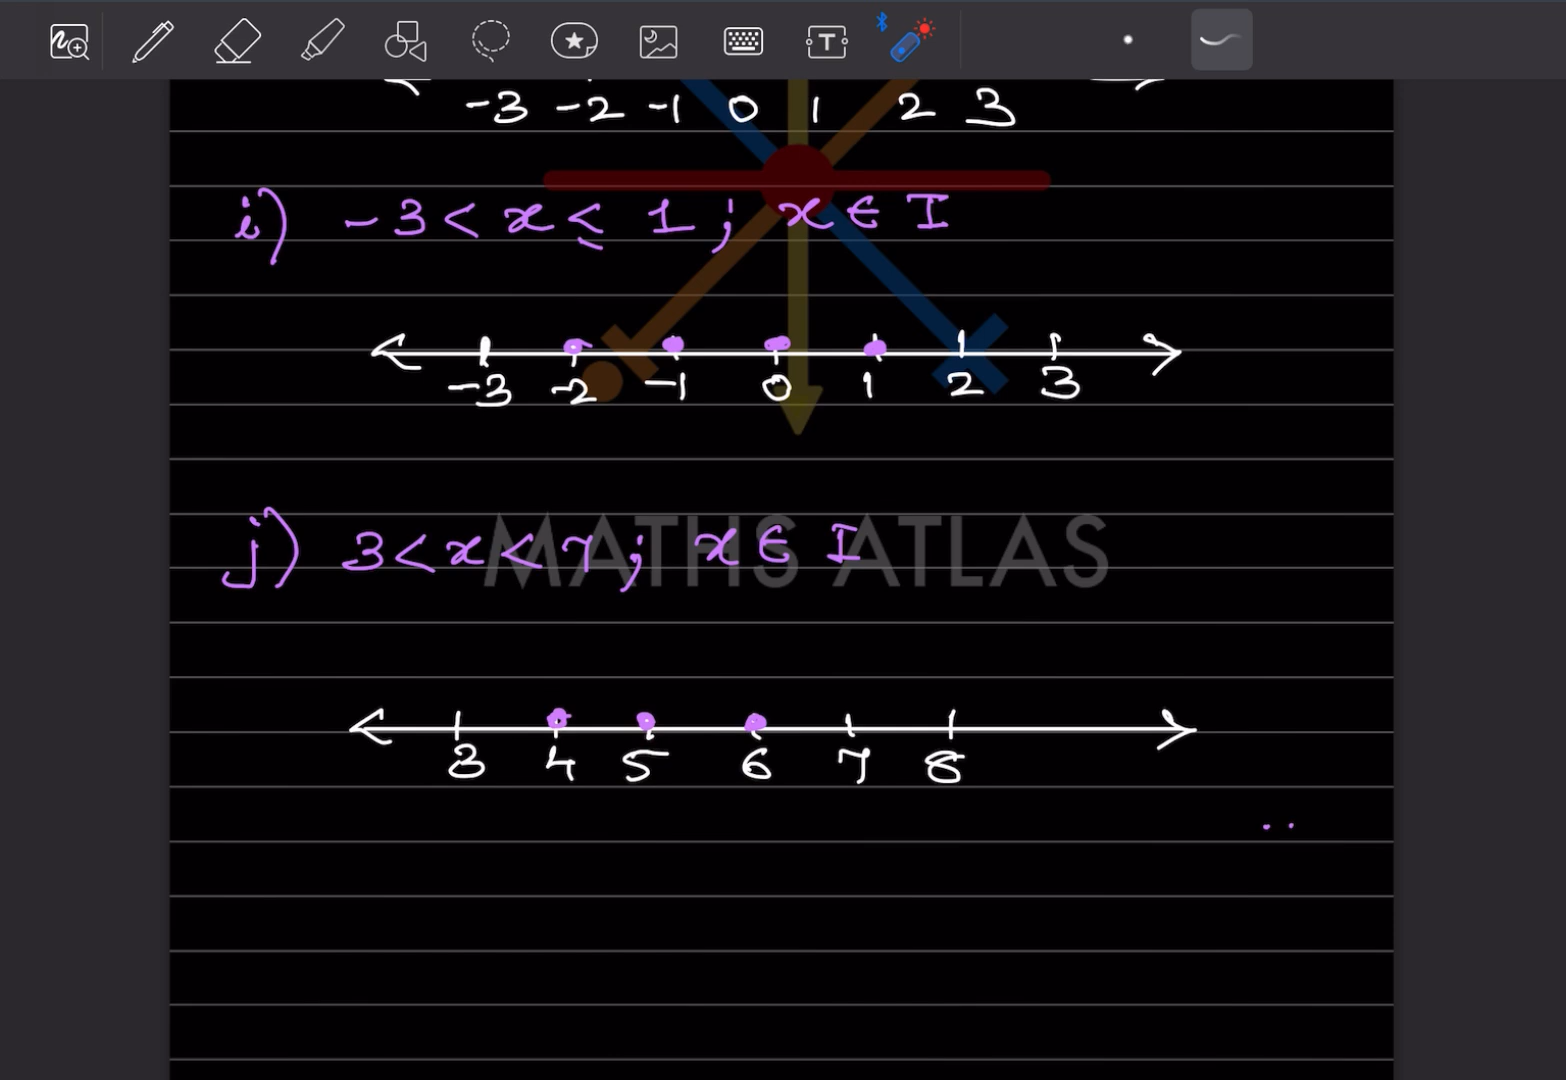 -3 -2 -1 0 1 2 3
i) -3 < x ≤ 1 ; x ∈ I
-3 -2 -1 0 1 2 3
j) 3 < x < 7 ; x ∈ I
MATHS ATLAS
3 4 5 6 7 8